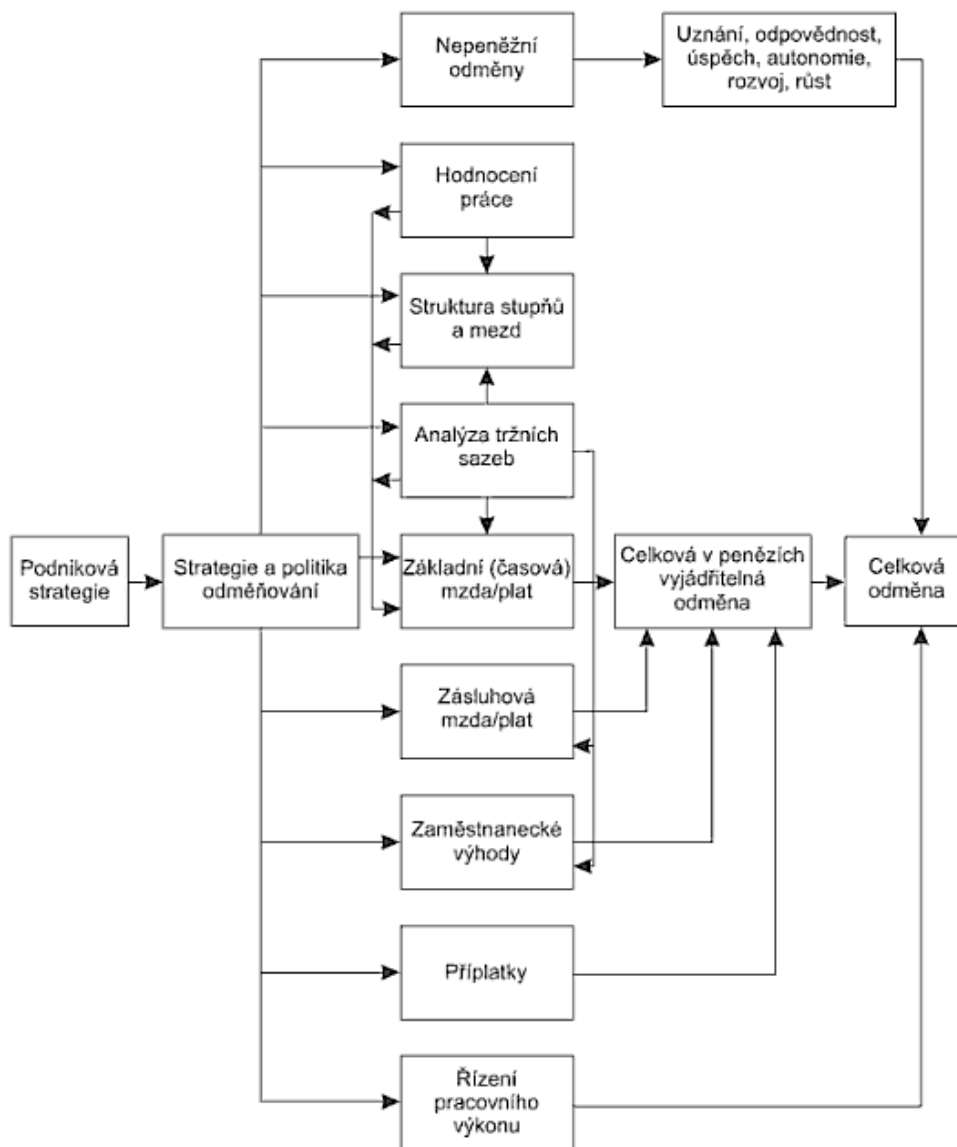 Nepeněžní
odměny
Uznání, odpovědnost,
úspěch, autonomie,
rozvoj, růst
Hodnocení
práce
Struktura stupňů
a mezd
Analýza tržních
sazeb
Podniková
strategie
Strategie a politika
odměňování
Základní (časová)
mzda/plat
Celková v penězích
vyjádřitelná
odměna
Celková
odměna
Zásluhová
mzda/plat
Zaměstnanecké
výhody
Příplatky
Řízení
pracovního
výkonu